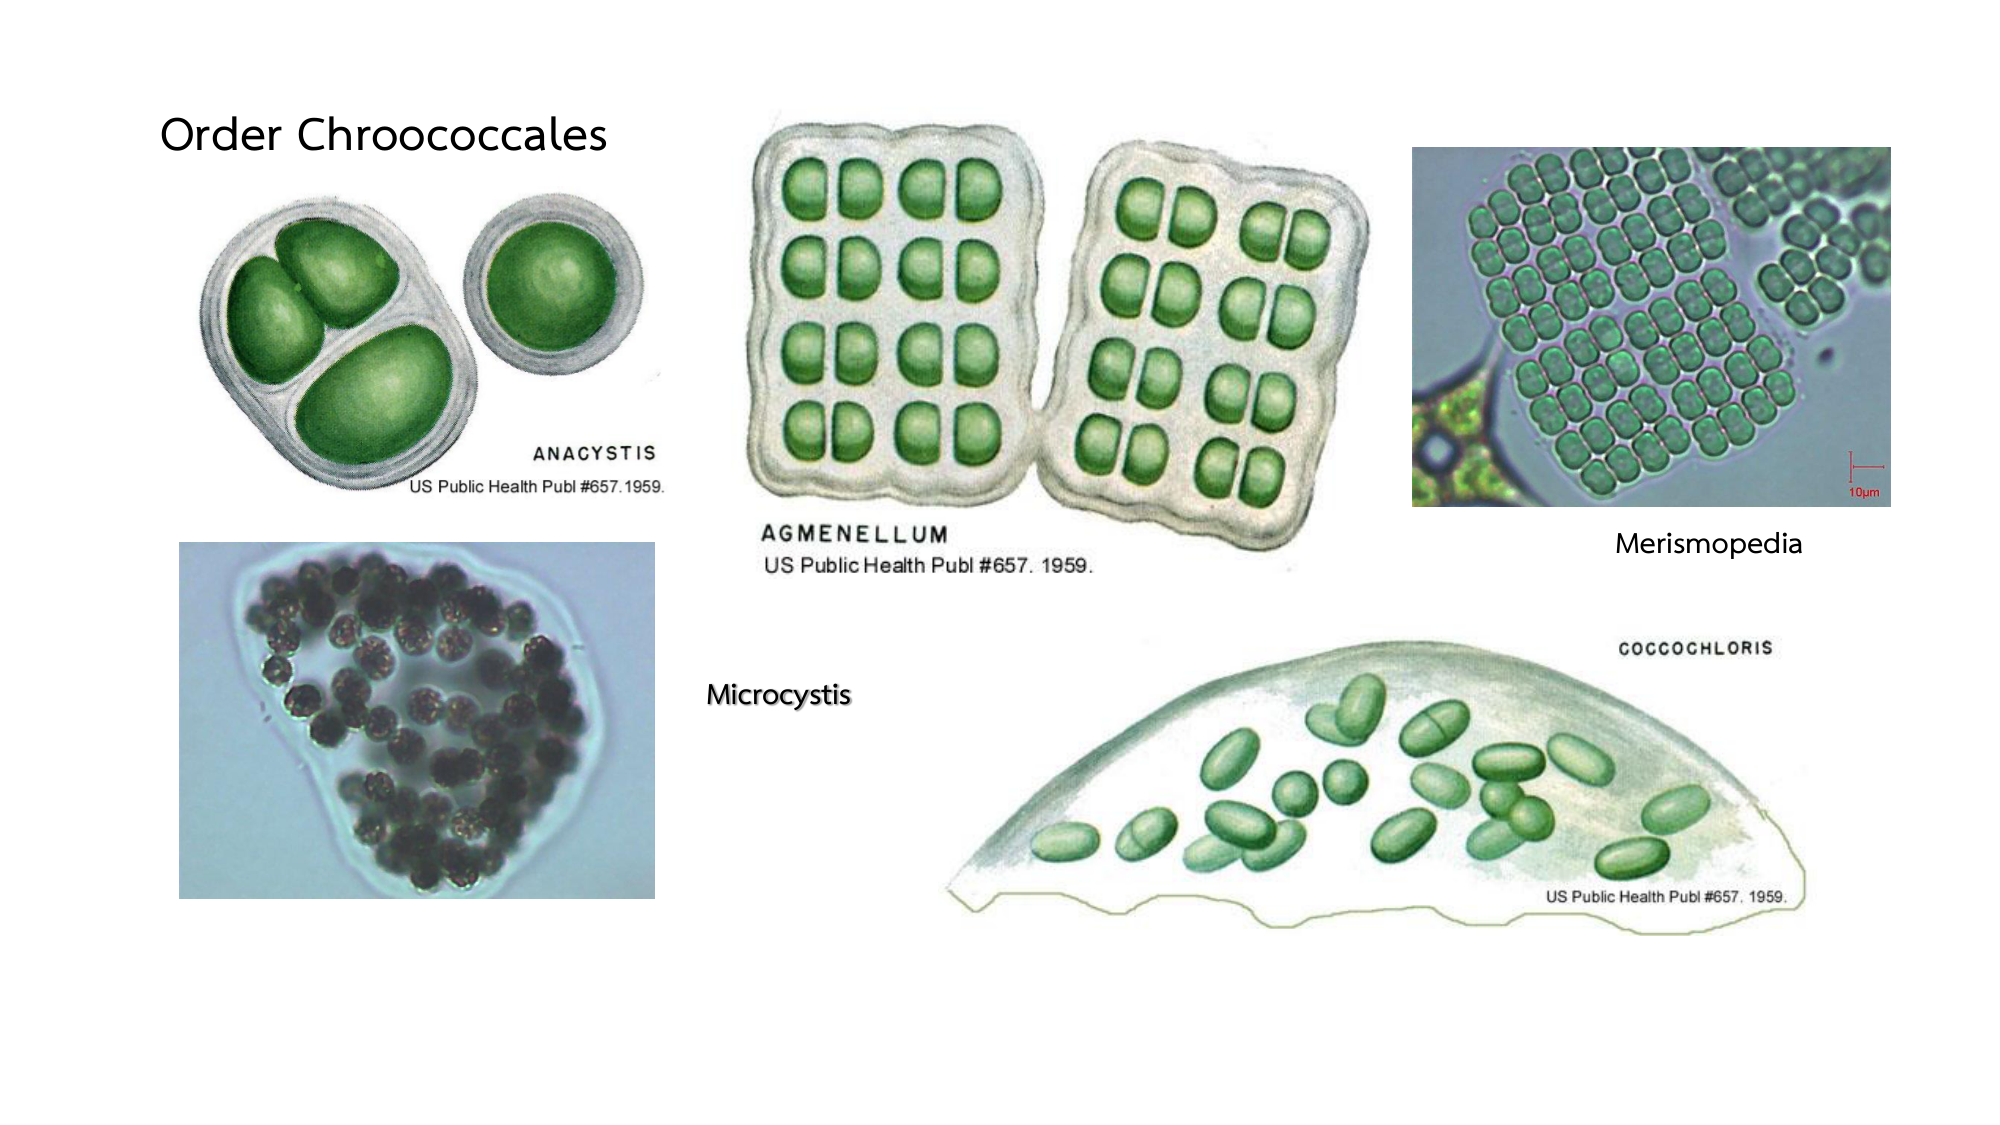 Order Chroococcales
ANACYSTIS
US Public Health Publ #657.1959.
AGMENELLUM
US Public Health Publ #657. 1959.
10µm
Merismopedia
Microcystis
COCCOCHLORIS
US Public Health Publ #657. 1959.